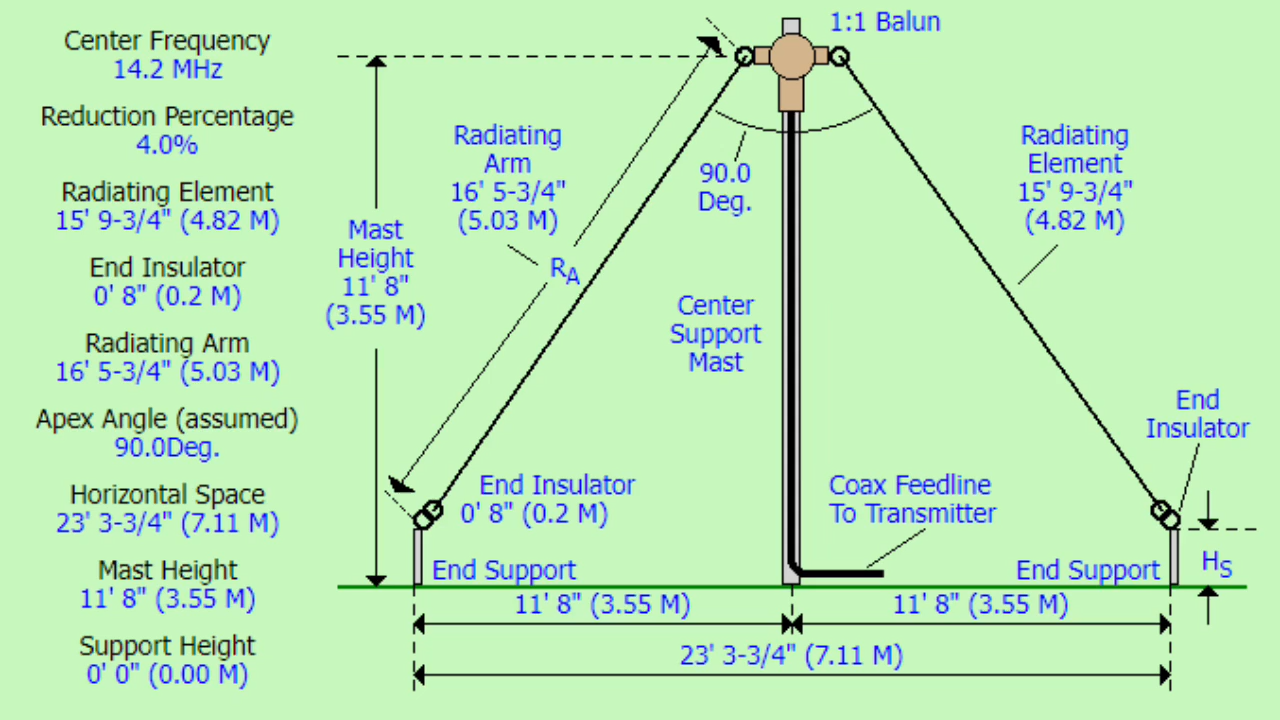 Center Frequency
14.2 MHz
Reduction Percentage
4.0%
Radiating Element
15' 9-3/4" (4.82 M)
End Insulator
0' 8" (0.2 M)
Radiating Arm
16' 5-3/4" (5.03 M)
Apex Angle (assumed)
90.0Deg.
Horizontal Space
23' 3-3/4" (7.11 M)
Mast Height
11' 8" (3.55 M)
Support Height
0' 0" (0.00 M)
1:1 Balun
Radiating
Arm
16' 5-3/4"
(5.03 M)
90.0
Deg.
Radiating
Element
15' 9-3/4"
(4.82 M)
Mast
Height
11' 8"
(3.55 M)
RA
Center
Support
Mast
End
Insulator
End Insulator
0' 8" (0.2 M)
Coax Feedline
To Transmitter
HS
End Support
End Support
11' 8" (3.55 M)
11' 8" (3.55 M)
23' 3-3/4" (7.11 M)